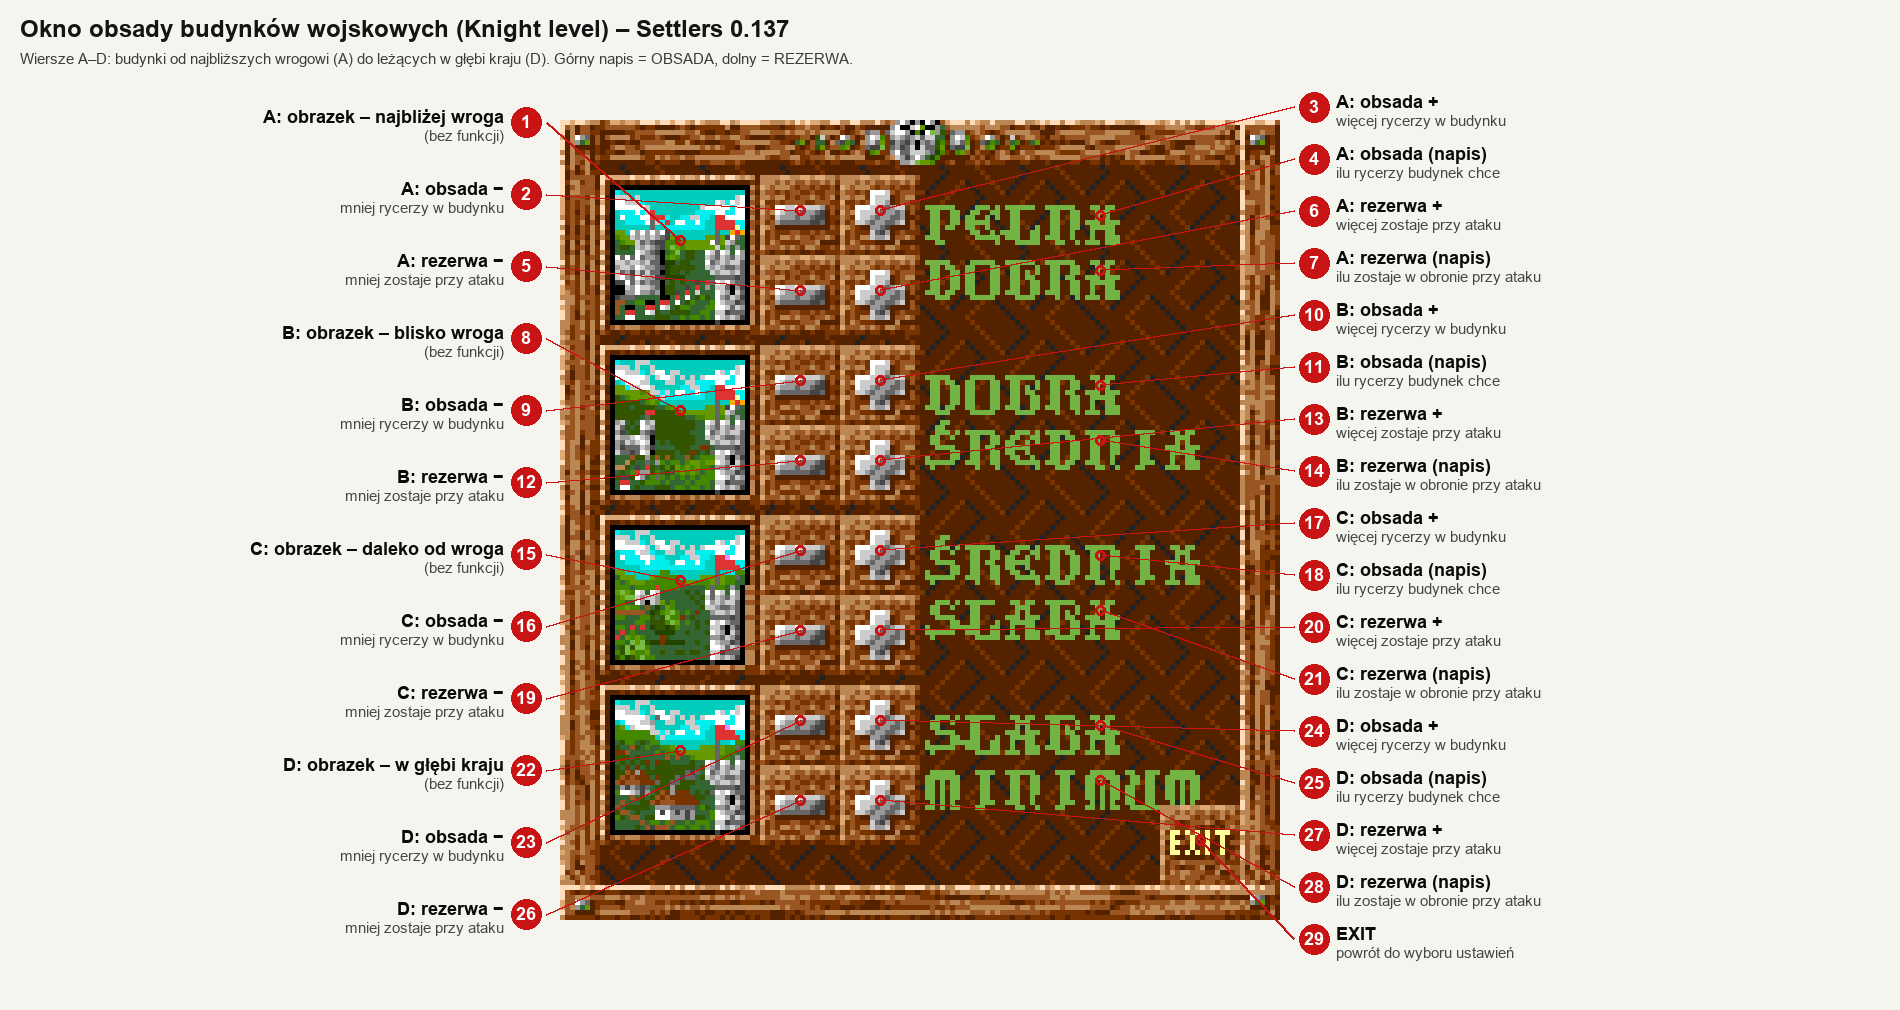 Okno obsady budynków wojskowych (Knight level) – Settlers 0.137
Wiersze A–D: budynki od najbliższych wrogowi (A) do leżących w głębi kraju (D). Górny napis = OBSADA, dolny = REZERWA.
A: obrazek – najbliżej wroga
(bez funkcji)
1
A: obsada −
mniej rycerzy w budynku
2
A: rezerwa −
mniej zostaje przy ataku
5
B: obrazek – blisko wroga
(bez funkcji)
8
B: obsada −
mniej rycerzy w budynku
9
B: rezerwa −
mniej zostaje przy ataku
12
C: obrazek – daleko od wroga
(bez funkcji)
15
C: obsada −
mniej rycerzy w budynku
16
C: rezerwa −
mniej zostaje przy ataku
19
D: obrazek – w głębi kraju
(bez funkcji)
22
D: obsada −
mniej rycerzy w budynku
23
D: rezerwa −
mniej zostaje przy ataku
26
PEŁNA
DOBRA
DOBRA
ŚREDNIA
ŚREDNIA
SŁABA
SŁABA
MINIMUM
EXIT
3
A: obsada +
więcej rycerzy w budynku
4
A: obsada (napis)
ilu rycerzy budynek chce
6
A: rezerwa +
więcej zostaje przy ataku
7
A: rezerwa (napis)
ilu zostaje w obronie przy ataku
10
B: obsada +
więcej rycerzy w budynku
11
B: obsada (napis)
ilu rycerzy budynek chce
13
B: rezerwa +
więcej zostaje przy ataku
14
B: rezerwa (napis)
ilu zostaje w obronie przy ataku
17
C: obsada +
więcej rycerzy w budynku
18
C: obsada (napis)
ilu rycerzy budynek chce
20
C: rezerwa +
więcej zostaje przy ataku
21
C: rezerwa (napis)
ilu zostaje w obronie przy ataku
24
D: obsada +
więcej rycerzy w budynku
25
D: obsada (napis)
ilu rycerzy budynek chce
27
D: rezerwa +
więcej zostaje przy ataku
28
D: rezerwa (napis)
ilu zostaje w obronie przy ataku
29
EXIT
powrót do wyboru ustawień